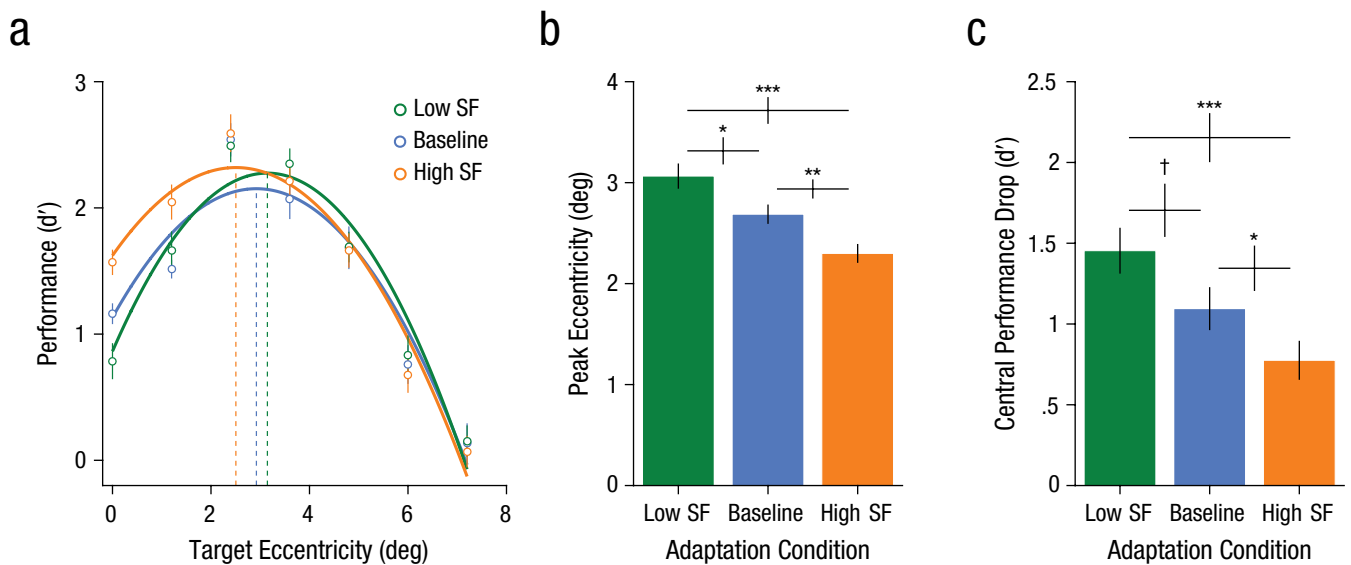 a
3
2
1
0
Performance (d′)
Low SF
Baseline
High SF
0 2 4 6 8
Target Eccentricity (deg)
b
4
3
2
1
0
Peak Eccentricity (deg)
***
*
**
Low SF Baseline High SF
Adaptation Condition
c
2.5
2
1.5
1
.5
0
Central Performance Drop (d′)
***
†
*
Low SF Baseline High SF
Adaptation Condition